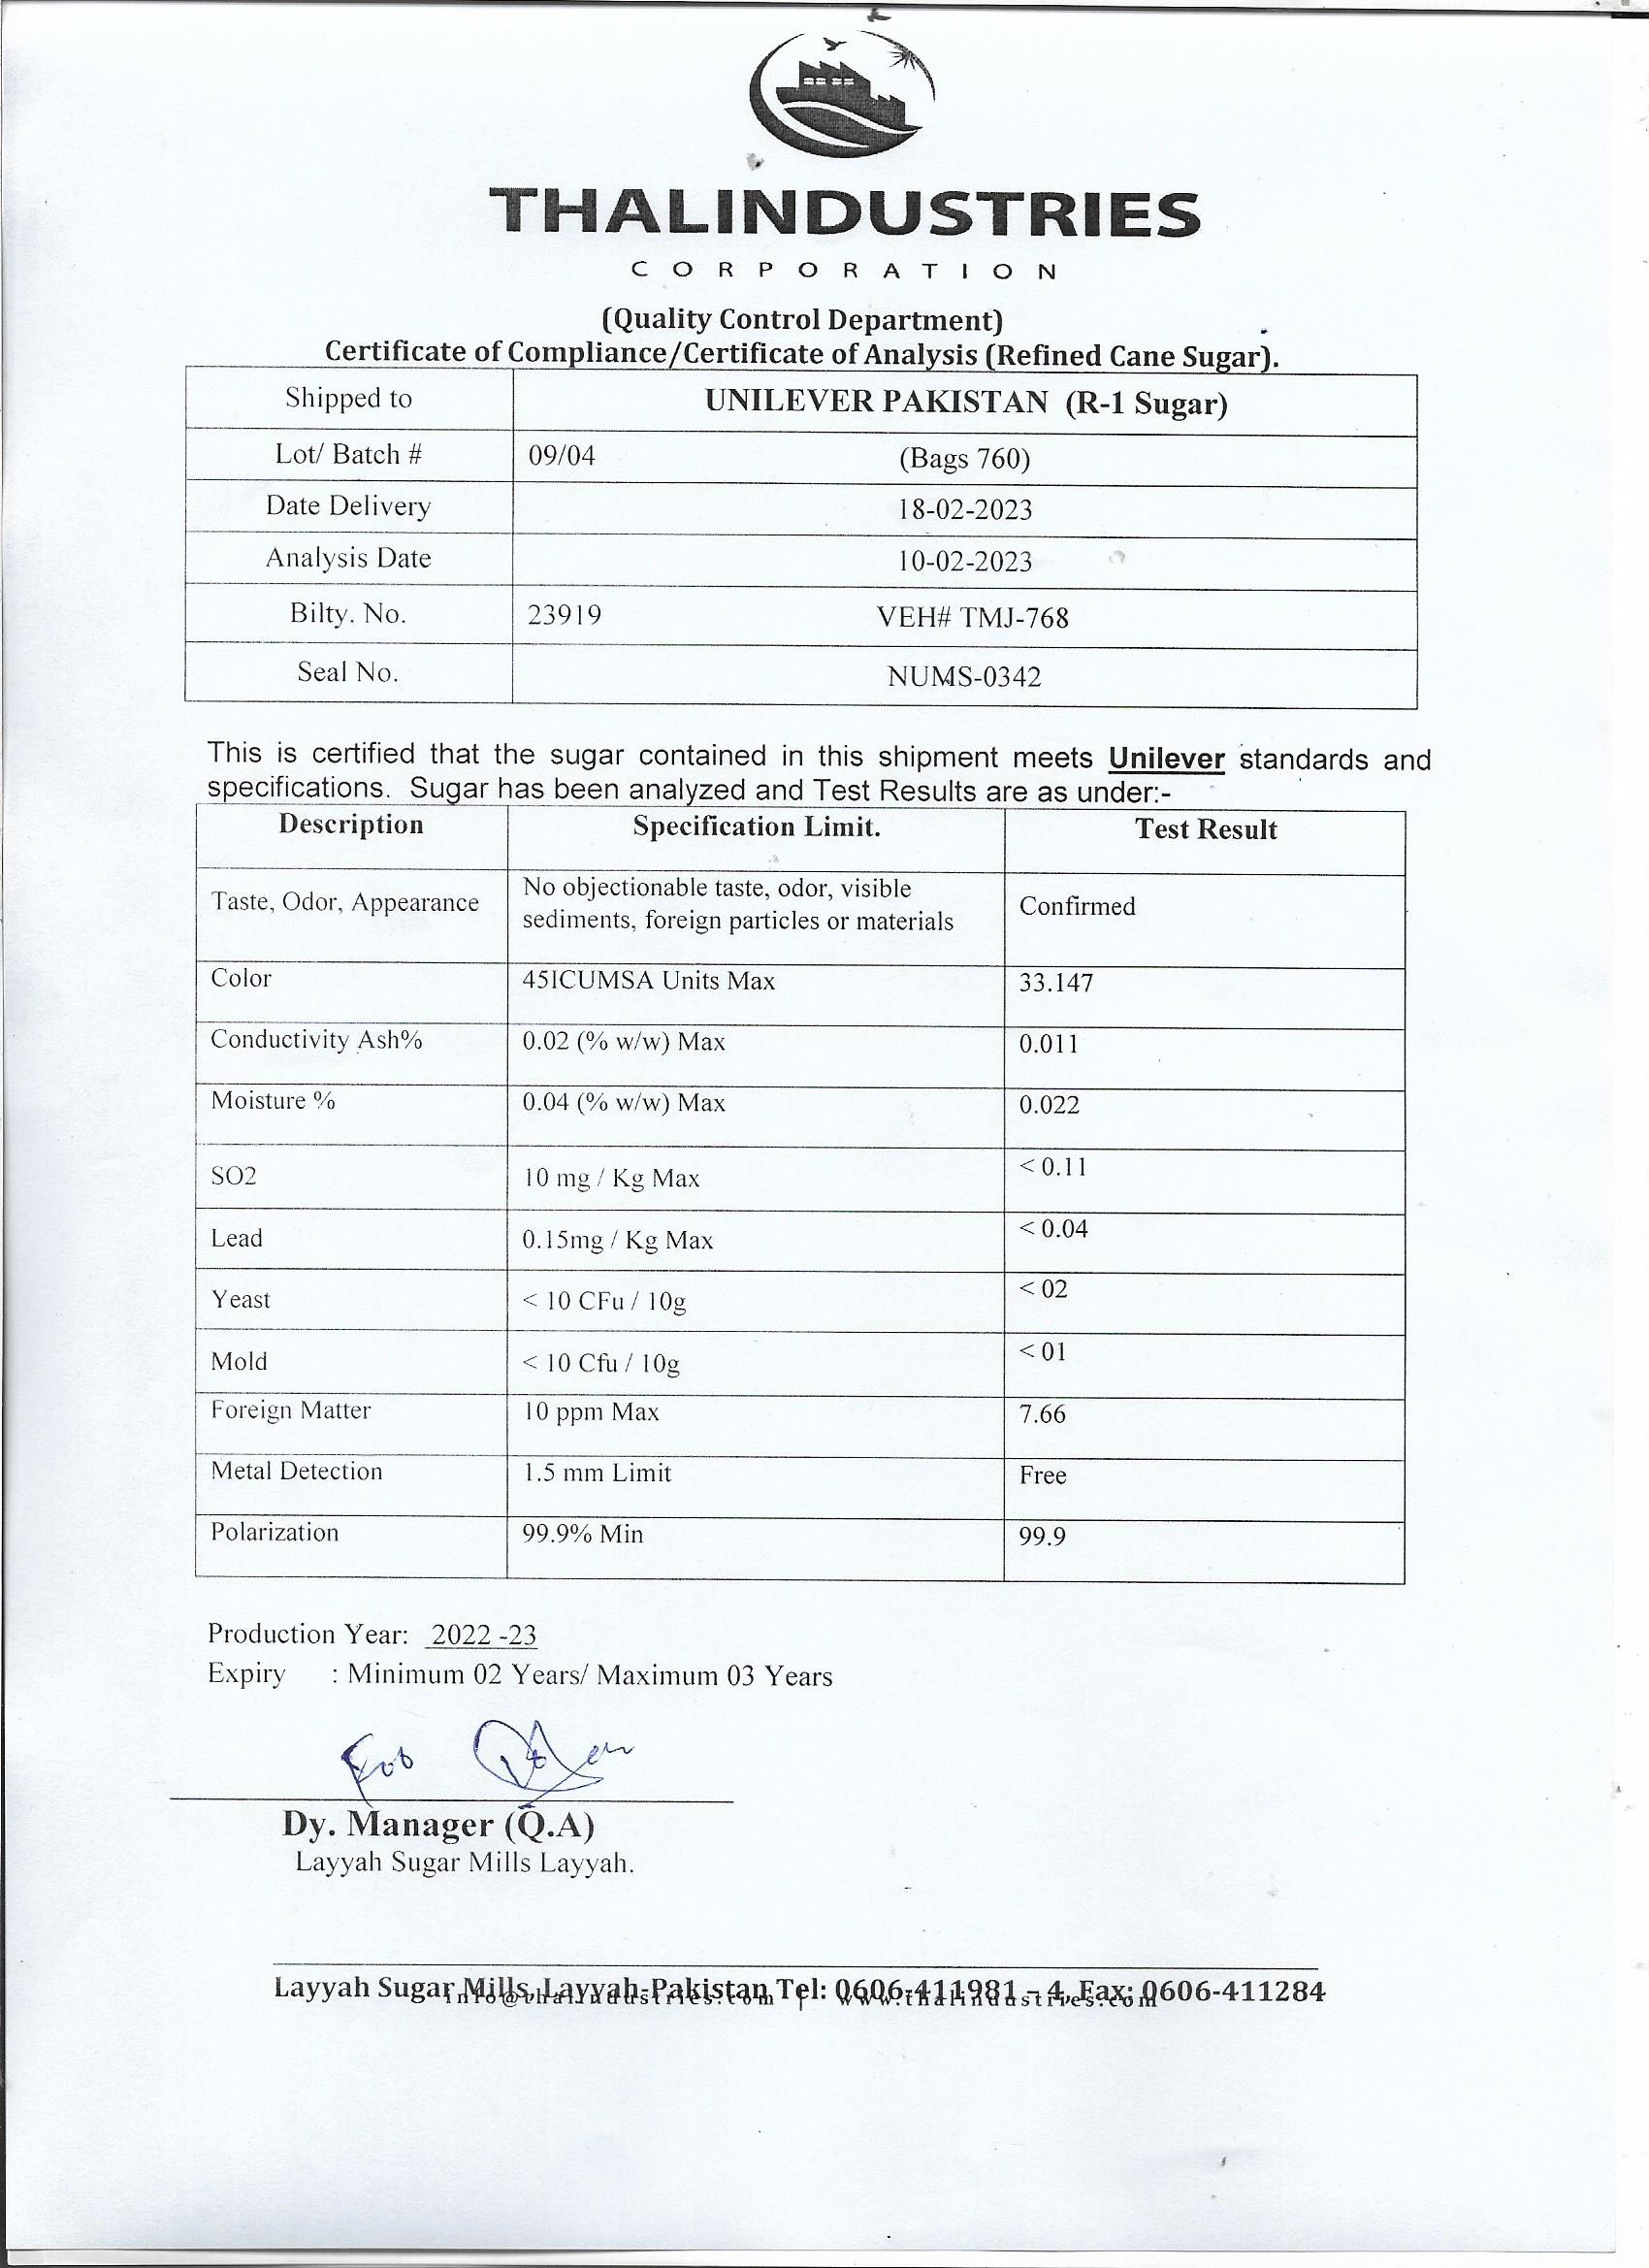 THALINDUSTRIES
CORPORATION
(Quality Control Department)
Certificate of Compliance/Certificate of Analysis (Refined Cane Sugar).
Shipped to UNILEVER PAKISTAN (R-1 Sugar)
Lot/ Batch # 09/04 (Bags 760)
Date Delivery 18-02-2023
Analysis Date 10-02-2023
Bilty. No. 23919 VEH# TMJ-768
Seal No. NUMS-0342
This is certified that the sugar contained in this shipment meets Unilever standards and
specifications. Sugar has been analyzed and Test Results are as under:-
Description Specification Limit. Test Result
Taste, Odor, Appearance No objectionable taste, odor, visible
sediments, foreign particles or materials Confirmed
Color 45ICUMSA Units Max 33.147
Conductivity Ash% 0.02 (% w/w) Max 0.011
Moisture % 0.04 (% w/w) Max 0.022
SO2 10 mg / Kg Max < 0.11
Lead 0.15mg / Kg Max < 0.04
Yeast < 10 CFu / 10g < 02
Mold < 10 Cfu / 10g < 01
Foreign Matter 10 ppm Max 7.66
Metal Detection 1.5 mm Limit Free
Polarization 99.9% Min 99.9
Production Year: 2022 -23
Expiry : Minimum 02 Years/ Maximum 03 Years
Dy. Manager (Q.A)
Layyah Sugar Mills Layyah.
Layyah Sugar Mills, Layyah-Pakistan Tel: 0606-411981 – 4, Fax: 0606-411284
info@thalindustries.com | www.thalindustries.com